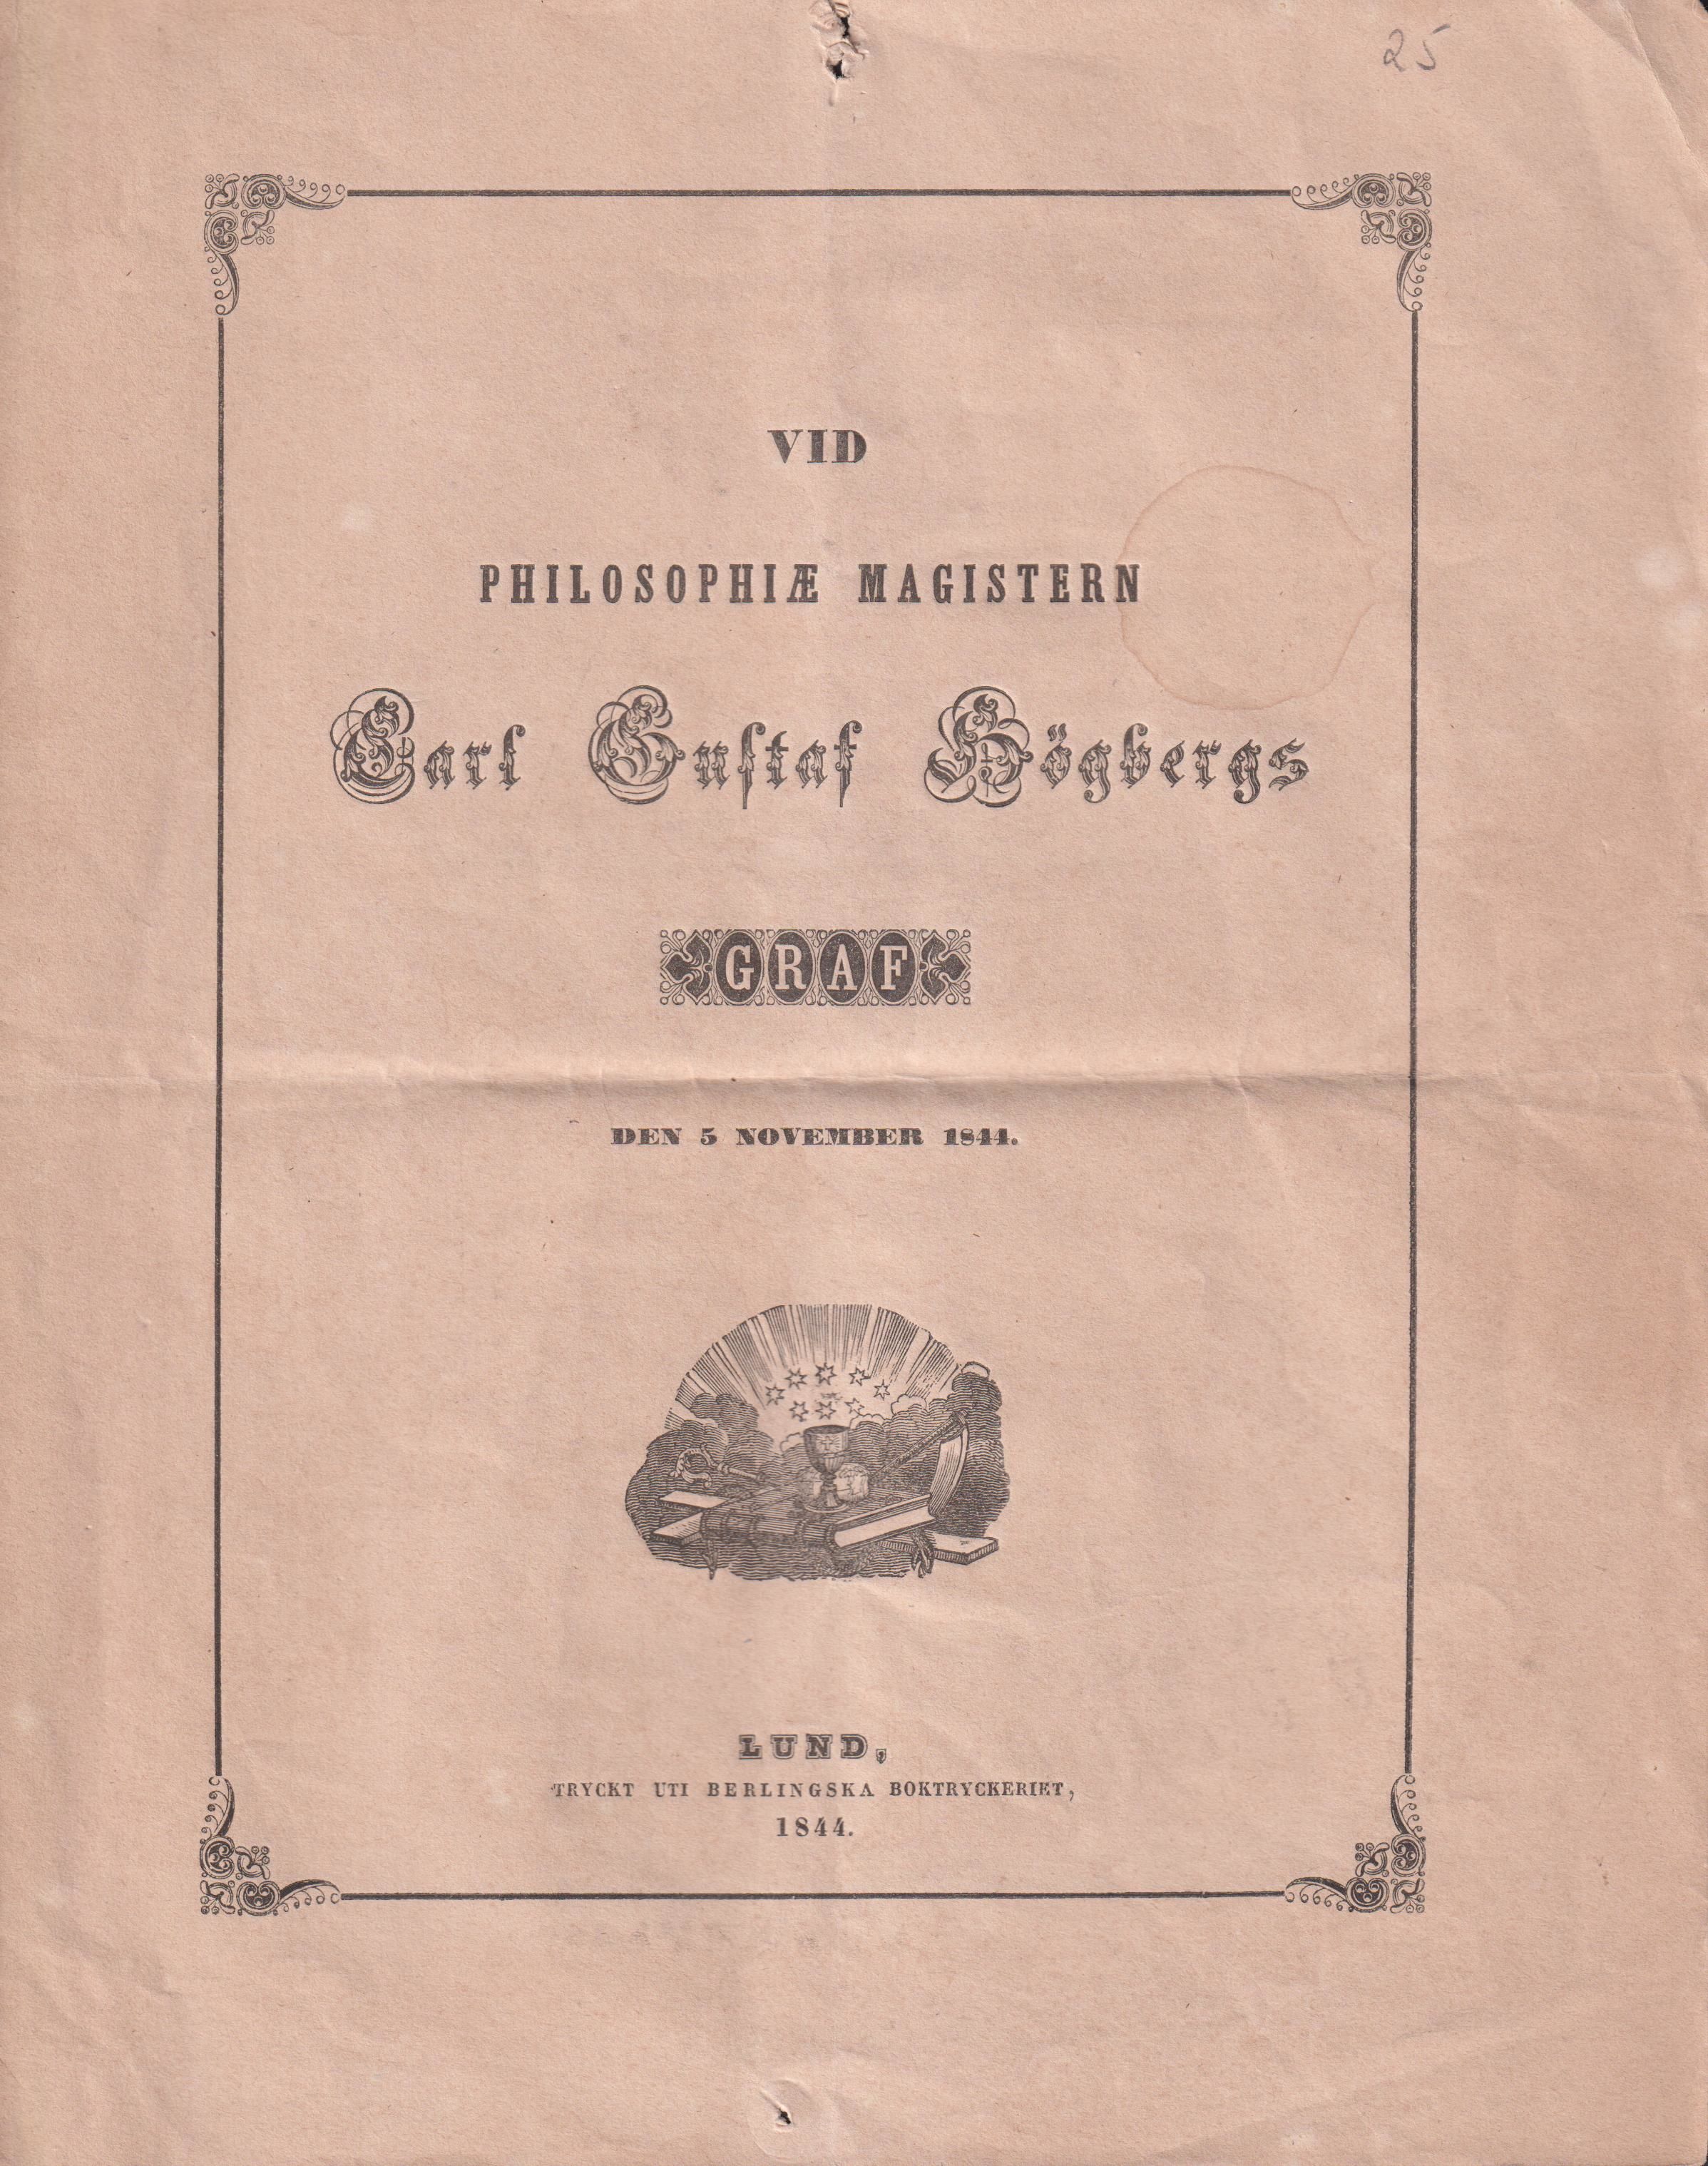 25
VID
PHILOSOPHIÆ MAGISTERN
Carl Guſtaf Högbergs
GRAF
DEN 5 NOVEMBER 1844.
LUND,
TRYCKT UTI BERLINGSKA BOKTRYCKERIET,
1844.